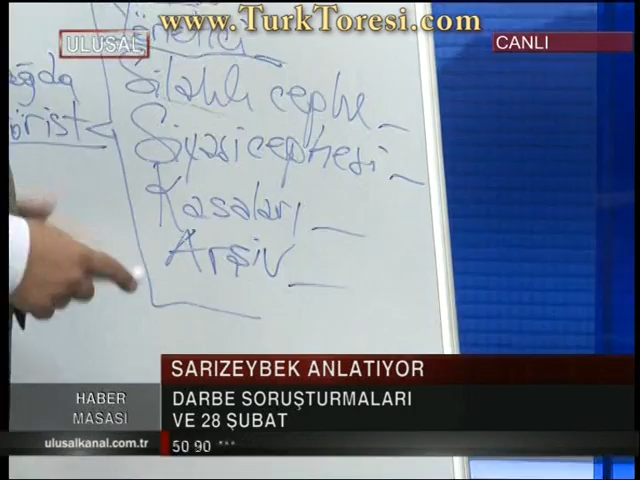 www.TurkToresi.com
ULUSAL
CANLI
Silahlı cephe
Siyasi cephesi
Kasaları
Arşiv
SARIZEYBEK ANLATIYOR
HABER
MASASI
DARBE SORUŞTURMALARI
VE 28 ŞUBAT
ulusalkanal.com.tr
50 90 ***